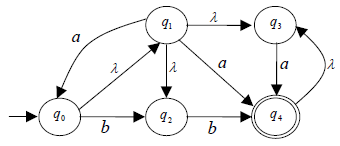 q₁ λ q₃
a λ λ a a λ
q₀ b q₂ b q₄